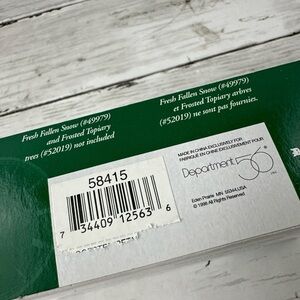 Fresh Fallen Snow (#49979)
and Frosted Topiary
trees (#52019) not included
Fresh Fallen Snow (#49979)
et Frosted Topiary arbres
(#52019) ne sont pas fournies.
58415
7 34409 12563 6
MADE IN CHINA EXCLUSIVELY FOR
FABRIQUE EN CHINE EXCLUSIVEMENT POUR
Department 56
Eden Prairie MN 55344,USA
© 1998 All Rights Reserved